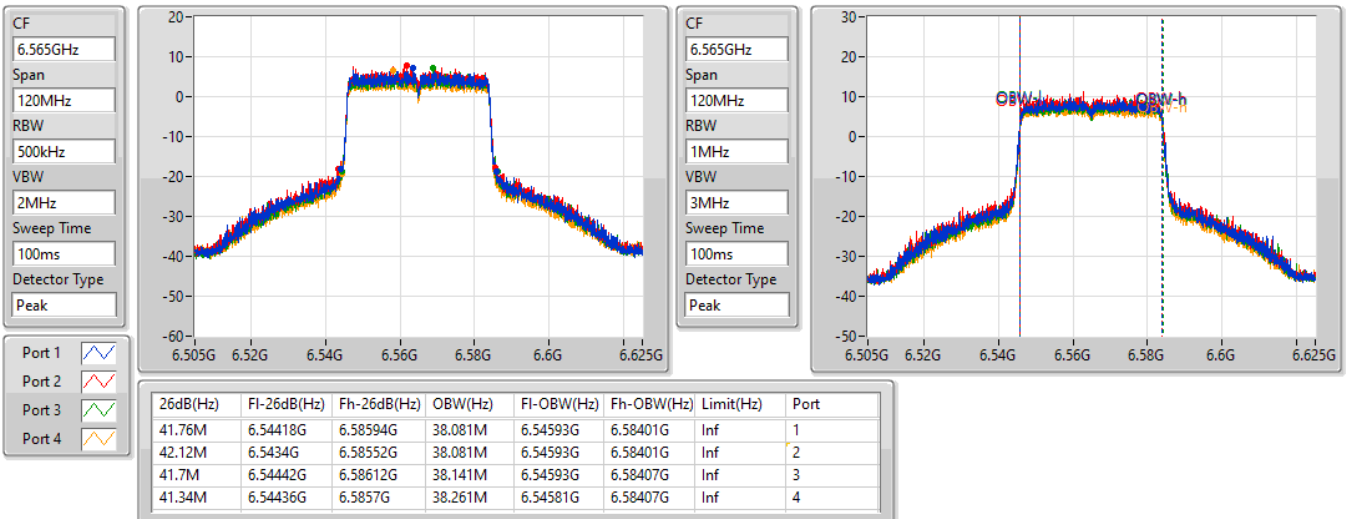 CF
6.565GHz
Span
120MHz
RBW
500kHz
VBW
2MHz
Sweep Time
100ms
Detector Type
Peak
20
10
0
-10
-20
-30
-40
-50
-60
6.505G 6.52G 6.54G 6.56G 6.58G 6.6G 6.625G
CF
6.565GHz
Span
120MHz
RBW
1MHz
VBW
3MHz
Sweep Time
100ms
Detector Type
Peak
30
20
10
0
-10
-20
-30
-40
-50
OBW-h
6.505G 6.52G 6.54G 6.56G 6.58G 6.6G 6.625G
Port 1
Port 2
Port 3
Port 4
26dB(Hz) Fl-26dB(Hz) Fh-26dB(Hz) OBW(Hz) Fl-OBW(Hz) Fh-OBW(Hz) Limit(Hz) Port
41.76M 6.54418G 6.58594G 38.081M 6.54593G 6.58401G Inf 1
42.12M 6.5434G 6.58552G 38.081M 6.54593G 6.58401G Inf 2
41.7M 6.54442G 6.58612G 38.141M 6.54593G 6.58407G Inf 3
41.34M 6.54436G 6.5857G 38.261M 6.54581G 6.58407G Inf 4